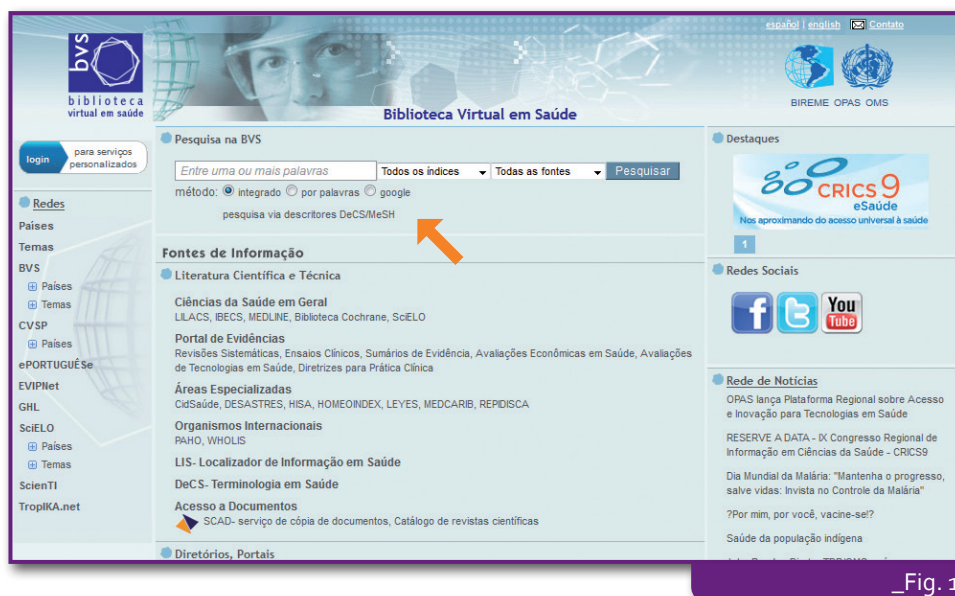 español | english Contato
bvs
biblioteca
virtual em saúde
Biblioteca Virtual em Saúde
BIREME OPAS OMS
login para serviços
personalizados
Redes
Paises
Temas
BVS
Países
Temas
CVSP
Países
ePORTUGUÊSe
EVIPNet
GHL
SciELO
Países
Temas
ScienTI
TropIKA.net
Pesquisa na BVS
Entre uma ou mais palavras Todos os índices Todas as fontes Pesquisar
método: integrado por palavras google
pesquisa via descritores DeCS/MeSH
Fontes de Informação
Literatura Científica e Técnica
Ciências da Saúde em Geral
LILACS, IBECS, MEDLINE, Biblioteca Cochrane, SciELO
Portal de Evidências
Revisões Sistemáticas, Ensaios Clínicos, Sumários de Evidência, Avaliações Econômicas em Saúde, Avaliações
de Tecnologias em Saúde, Diretrizes para Prática Clínica
Áreas Especializadas
CidSaúde, DESASTRES, HISA, HOMEOINDEX, LEYES, MEDCARIB, REPIDISCA
Organismos Internacionais
PAHO, WHOLIS
LIS- Localizador de Informação em Saúde
DeCS- Terminologia em Saúde
Acesso a Documentos
SCAD- serviço de cópia de documentos, Catálogo de revistas científicas
Diretórios, Portais
Destaques
CRICS 9
eSaúde
Nos aproximando do acesso universal à saúde
1
Redes Sociais
You
Tube
Rede de Notícias
OPAS lança Plataforma Regional sobre Acesso
e Inovação para Tecnologias em Saúde
RESERVE A DATA - IX Congresso Regional de
Informação em Ciências da Saúde - CRICS9
Dia Mundial da Malária: "Mantenha o progresso,
salve vidas: Invista no Controle da Malária"
?Por mim, por você, vacine-se!?
Saúde da população indígena
_Fig. 1